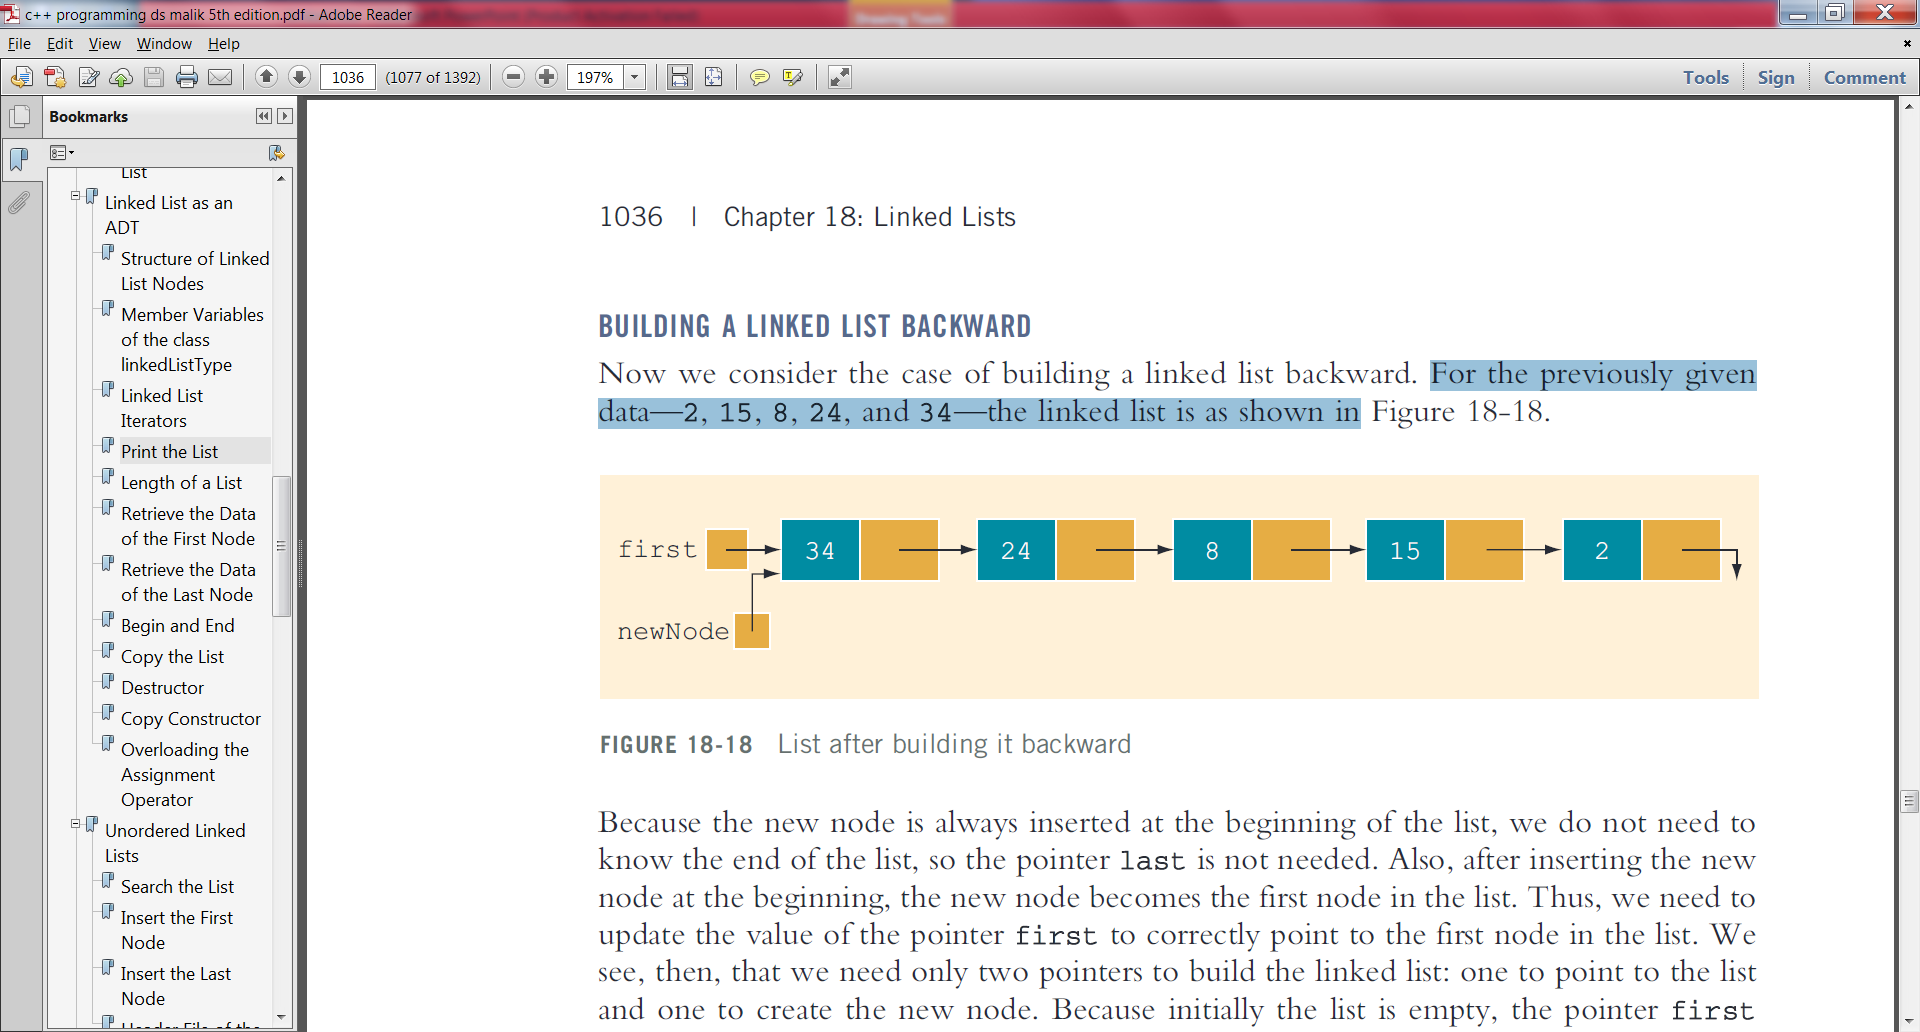 c++ programming ds malik 5th edition.pdf - Adobe Reader
Drawing Tools
File Edit View Window Help
1036 (1077 of 1392) 197% Tools Sign Comment
Bookmarks
List
Linked List as an
ADT
Structure of Linked
List Nodes
Member Variables
of the class
linkedListType
Linked List
Iterators
Print the List
Length of a List
Retrieve the Data
of the First Node
Retrieve the Data
of the Last Node
Begin and End
Copy the List
Destructor
Copy Constructor
Overloading the
Assignment
Operator
Unordered Linked
Lists
Search the List
Insert the First
Node
Insert the Last
Node
Header File of the
1036 | Chapter 18: Linked Lists
BUILDING A LINKED LIST BACKWARD
Now we consider the case of building a linked list backward. For the previously given
data—2, 15, 8, 24, and 34—the linked list is as shown in Figure 18-18.
first 34 24 8 15 2
newNode
FIGURE 18-18 List after building it backward
Because the new node is always inserted at the beginning of the list, we do not need to
know the end of the list, so the pointer last is not needed. Also, after inserting the new
node at the beginning, the new node becomes the first node in the list. Thus, we need to
update the value of the pointer first to correctly point to the first node in the list. We
see, then, that we need only two pointers to build the linked list: one to point to the list
and one to create the new node. Because initially the list is empty, the pointer first